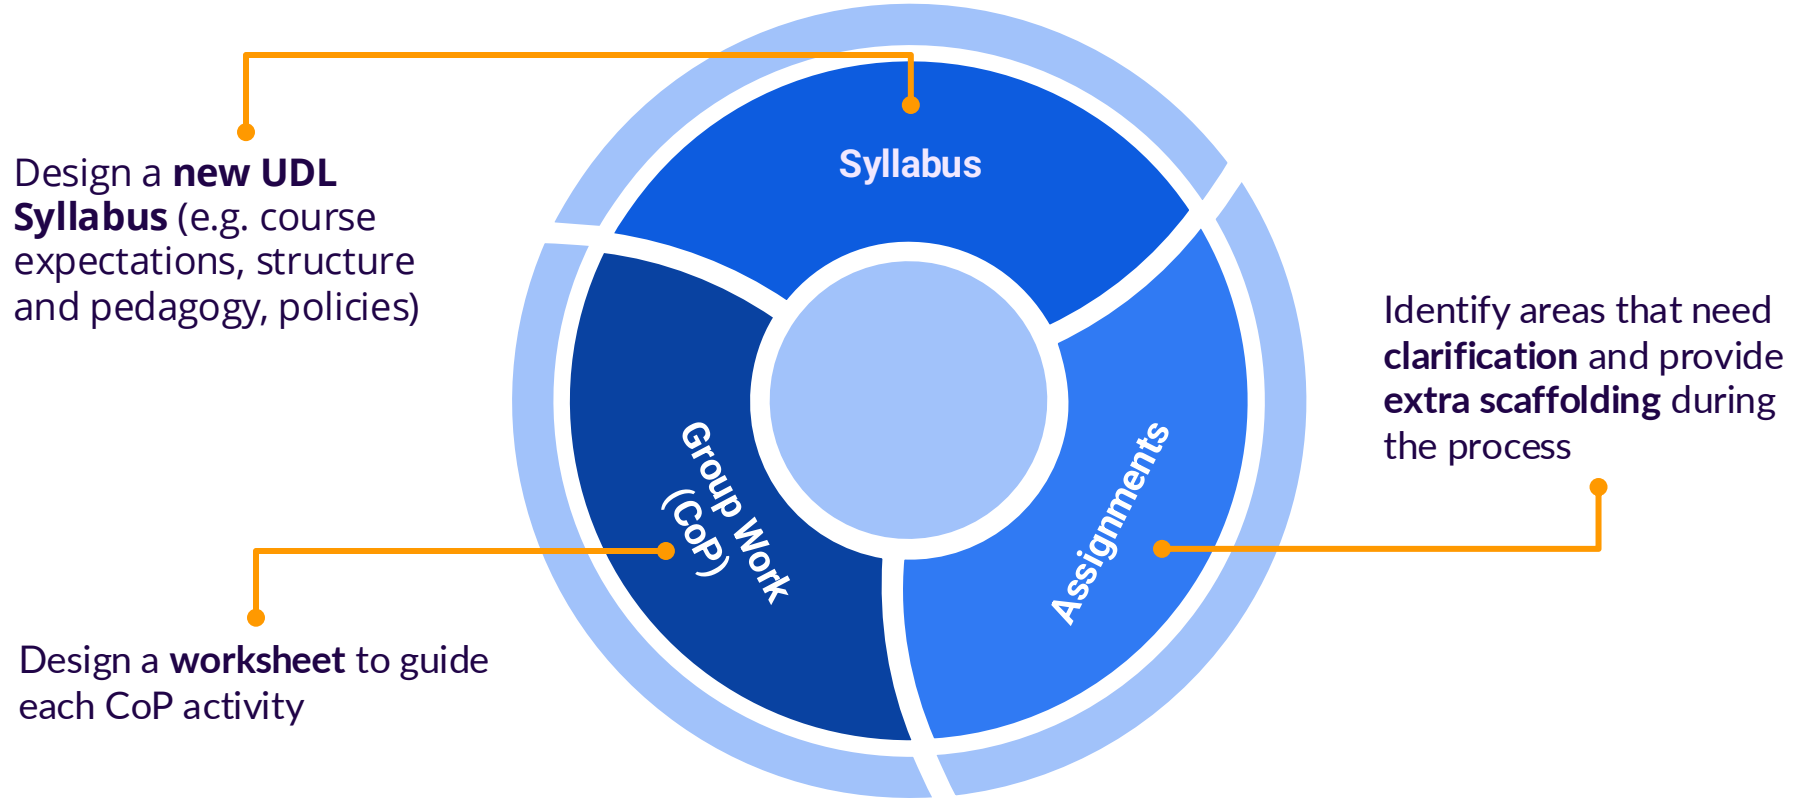 Syllabus
Design a new UDL
Syllabus (e.g. course
expectations, structure
and pedagogy, policies)
Identify areas that need
clarification and provide
extra scaffolding during
the process
Group Work
(CoP)
Assignments
Design a worksheet to guide
each CoP activity